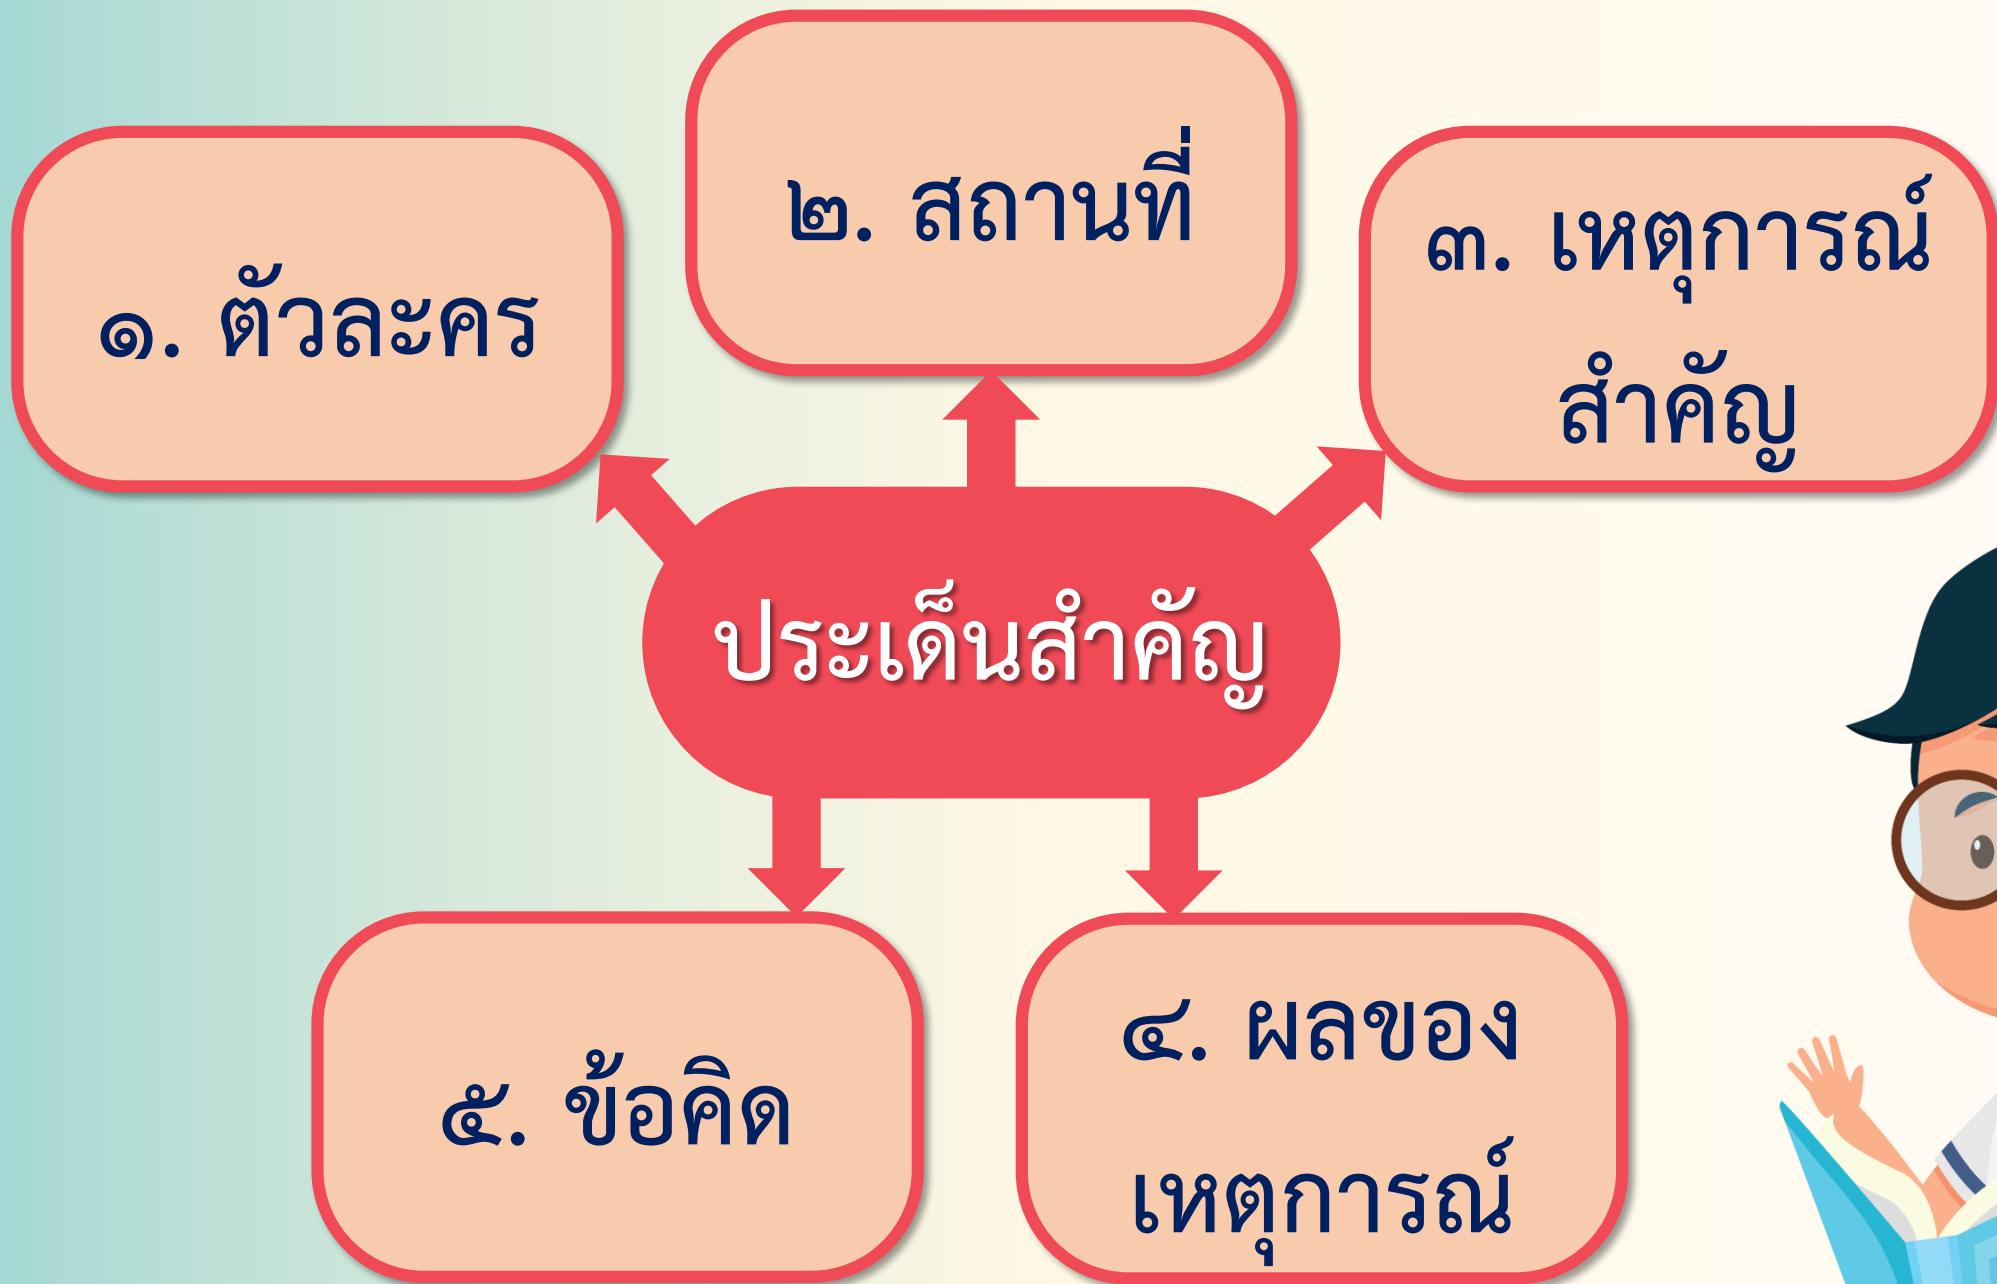 ๑. ตัวละคร
๒. สถานที่
๓. เหตุการณ์
สำคัญ
ประเด็นสำคัญ
๔. ผลของ
เหตุการณ์
๕. ข้อคิด